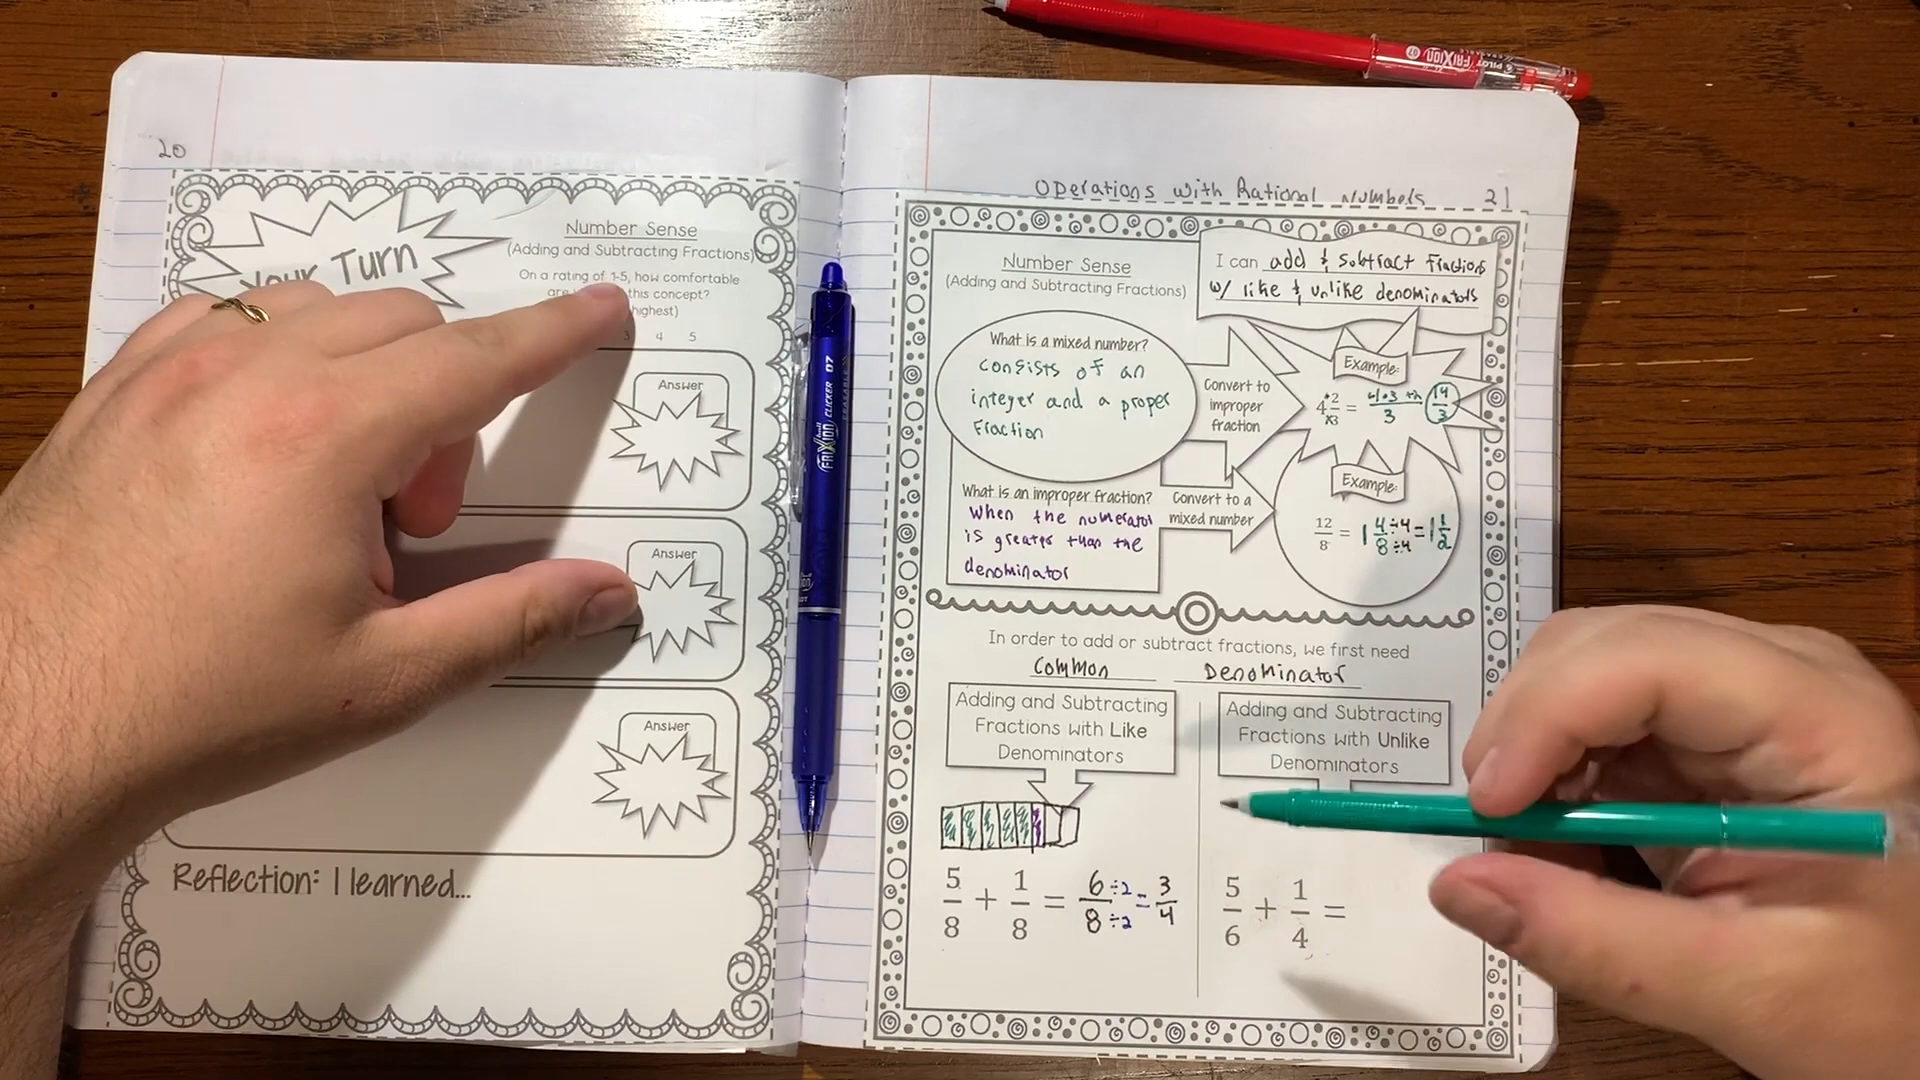 20
Your Turn
Number Sense
(Adding and Subtracting Fractions)
On a rating of 1-5, how comfortable
are this concept?
highest)
3 4 5
Answer
Answer
Answer
Reflection: I learned...
FRIXION CLICKER 07
PILOT FRIXION 07
Operations with Rational Numbers 21
Number Sense
(Adding and Subtracting Fractions)
I can add & subtract fractions
w/ like & unlike denominators
What is a mixed number?
consists of an
integer and a proper
fraction
Convert to
improper
fraction
Example:
4 +2/x3 = 4·3 +2/3 14/3
What is an improper fraction?
when the numerator
is greater than the
denominator
Convert to a
mixed number
Example:
12/8 = 1 4÷4/8÷4 = 1 1/2
In order to add or subtract fractions, we first need
Common Denominator
Adding and Subtracting
Fractions with Like
Denominators
5/8 + 1/8 = 6÷2/8÷2 = 3/4
Adding and Subtracting
Fractions with Unlike
Denominators
5/6 + 1/4 =